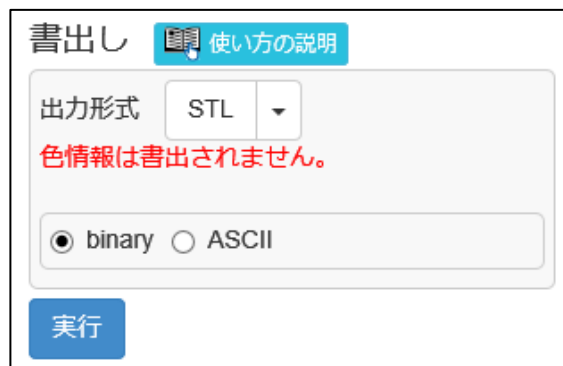 書出し 使い方の説明
出力形式 STL
色情報は書出されません。
binary ASCII
実行